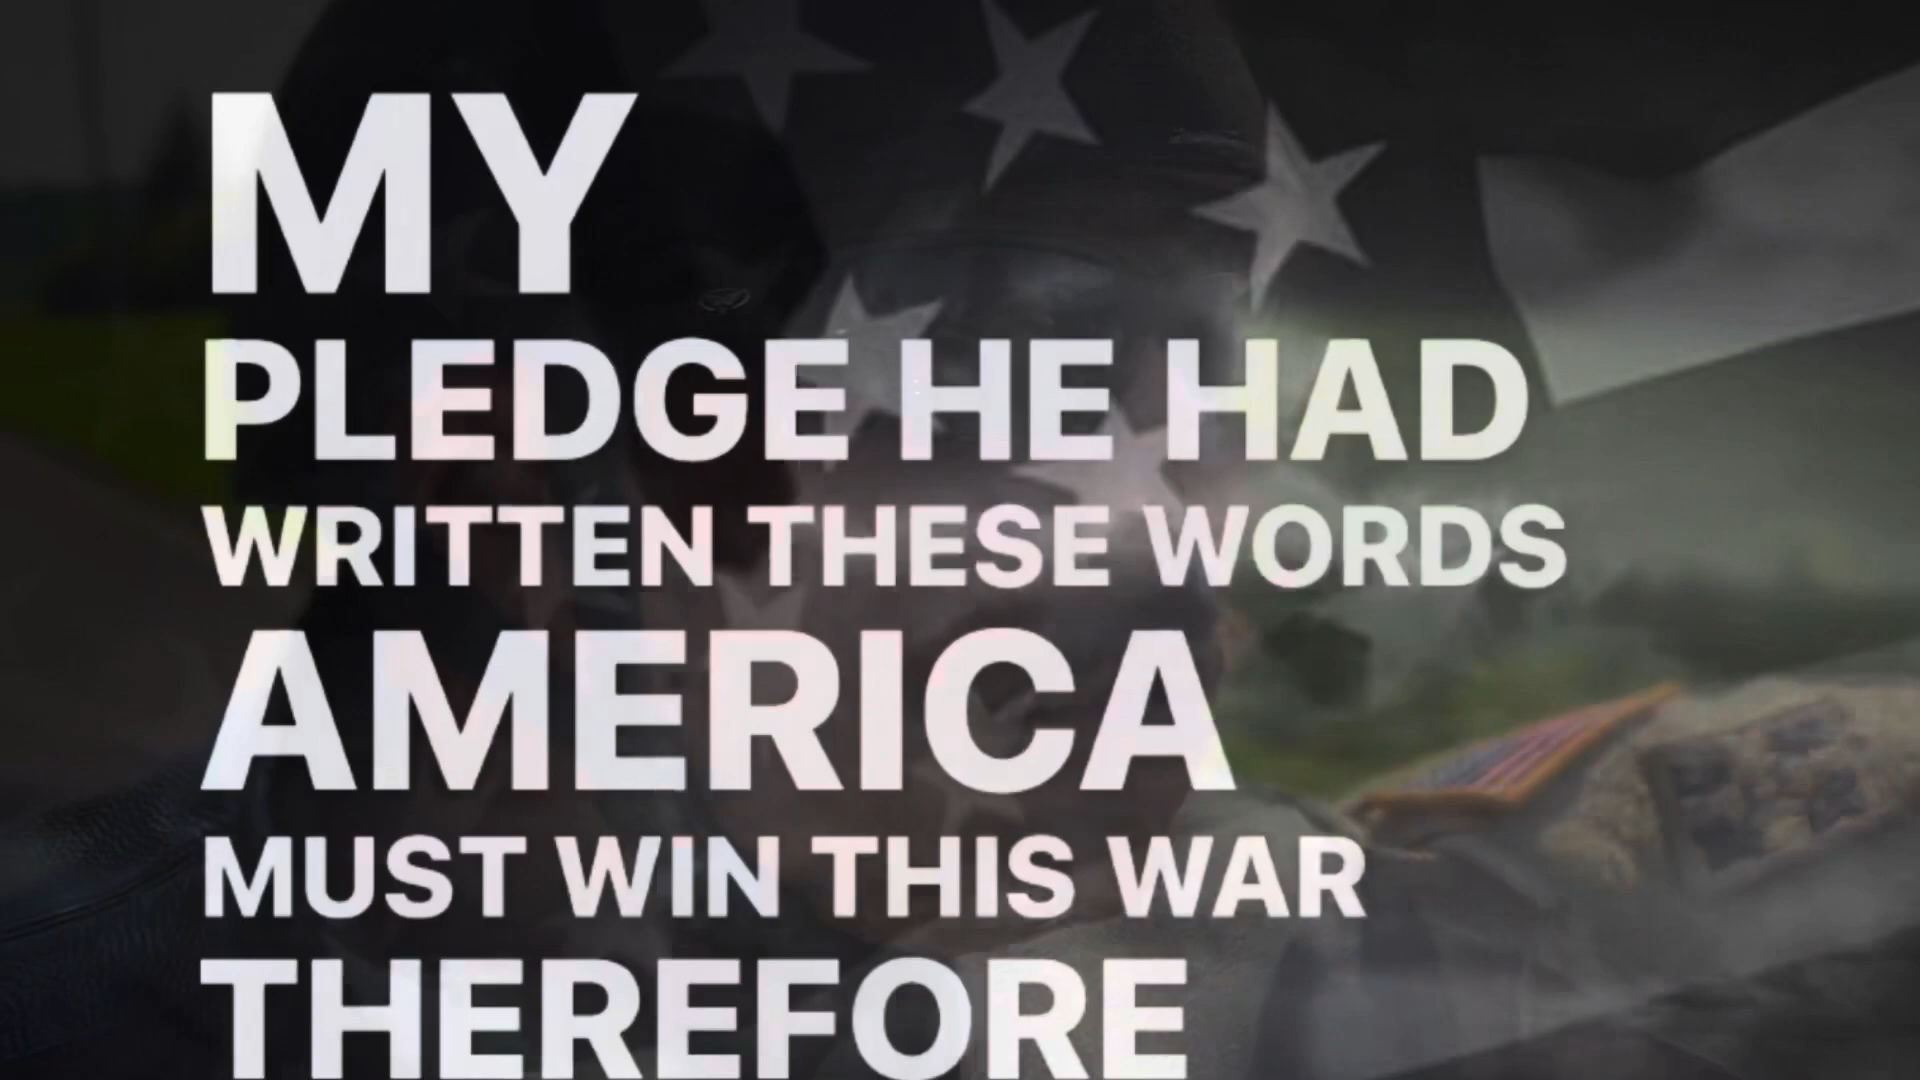 MY
PLEDGE HE HAD
WRITTEN THESE WORDS
AMERICA
MUST WIN THIS WAR
THEREFORE